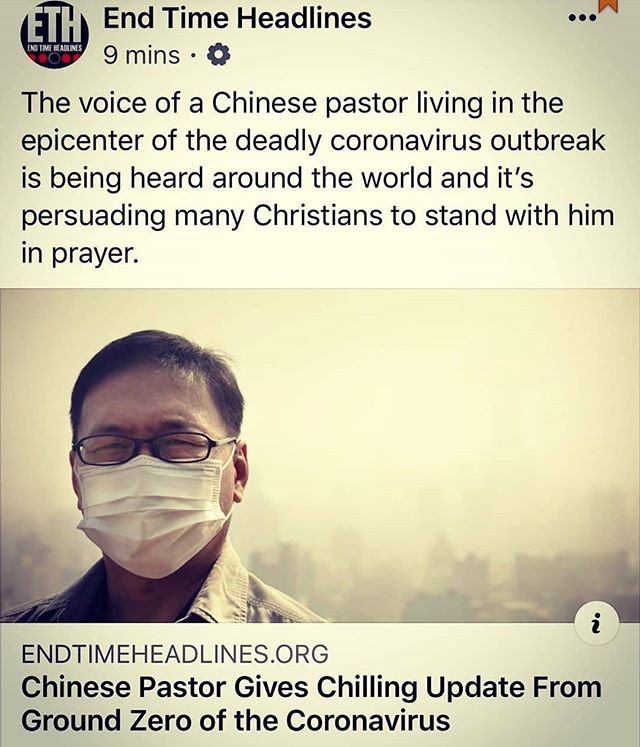 ETH
END TIME HEADLINES
End Time Headlines
9 mins ·
The voice of a Chinese pastor living in the
epicenter of the deadly coronavirus outbreak
is being heard around the world and it's
persuading many Christians to stand with him
in prayer.
i
ENDTIMEHEADLINES.ORG
Chinese Pastor Gives Chilling Update From
Ground Zero of the Coronavirus